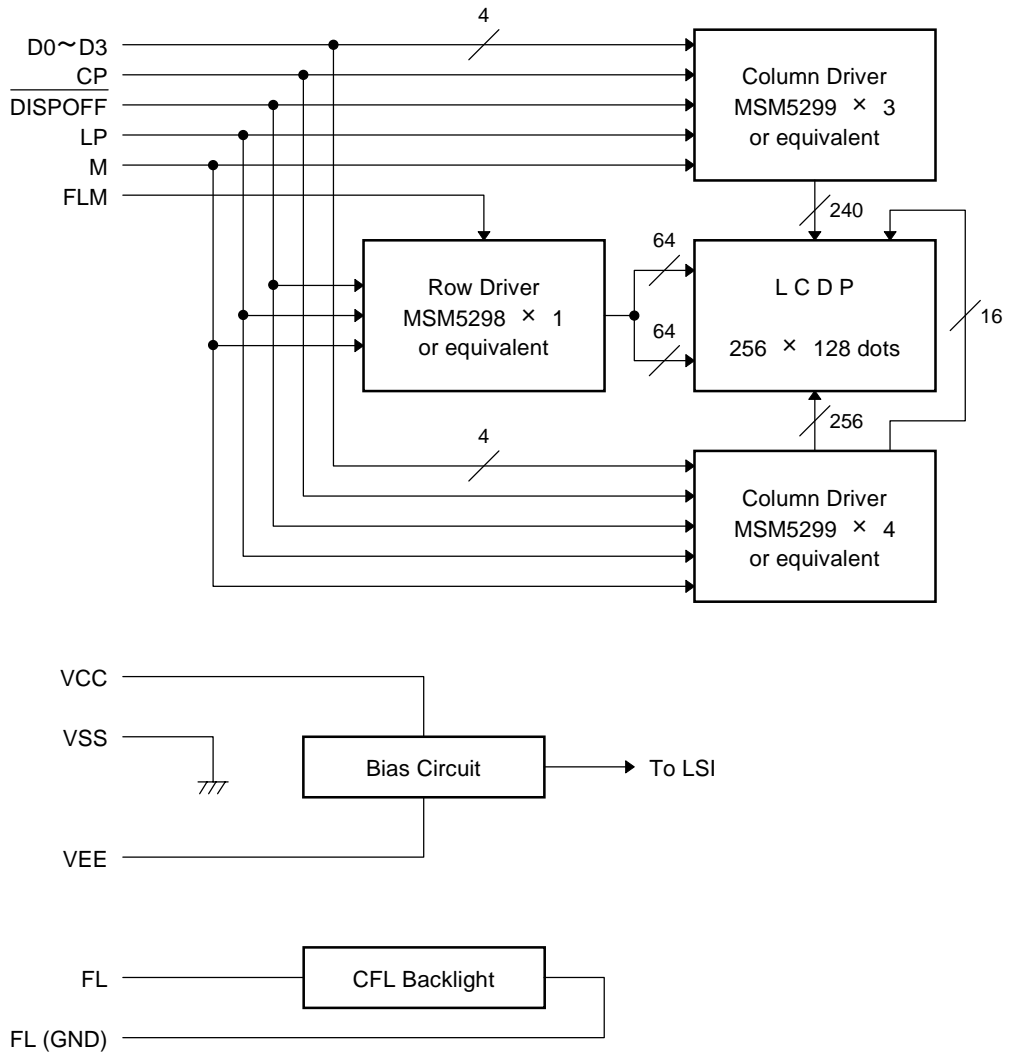 4
D0~D3
CP
DISPOFF
LP
M
FLM
Column Driver
MSM5299 × 3
or equivalent
240
16
64
64
Row Driver
MSM5298 × 1
or equivalent
L C D P
256 × 128 dots
256
4
Column Driver
MSM5299 × 4
or equivalent
VCC
VSS
VEE
Bias Circuit
To LSI
FL
FL (GND)
CFL Backlight